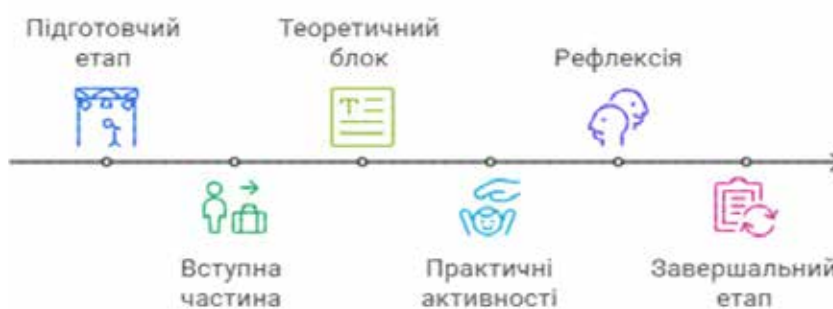 Підготовчий
етап
Вступна
частина
Теоретичний
блок
Практичні
активності
Рефлексія
Завершальний
етап